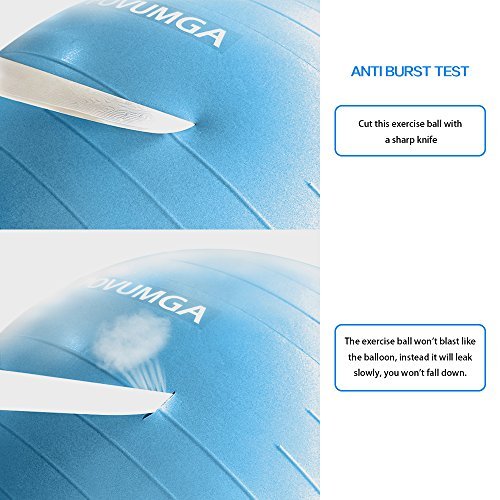 OVUMGA
ANTI BURST TEST
Cut this exercise ball with
a sharp knife
OVUMGA
The exercise ball won't blast like
the balloon, instead it will leak
slowly, you won't fall down.